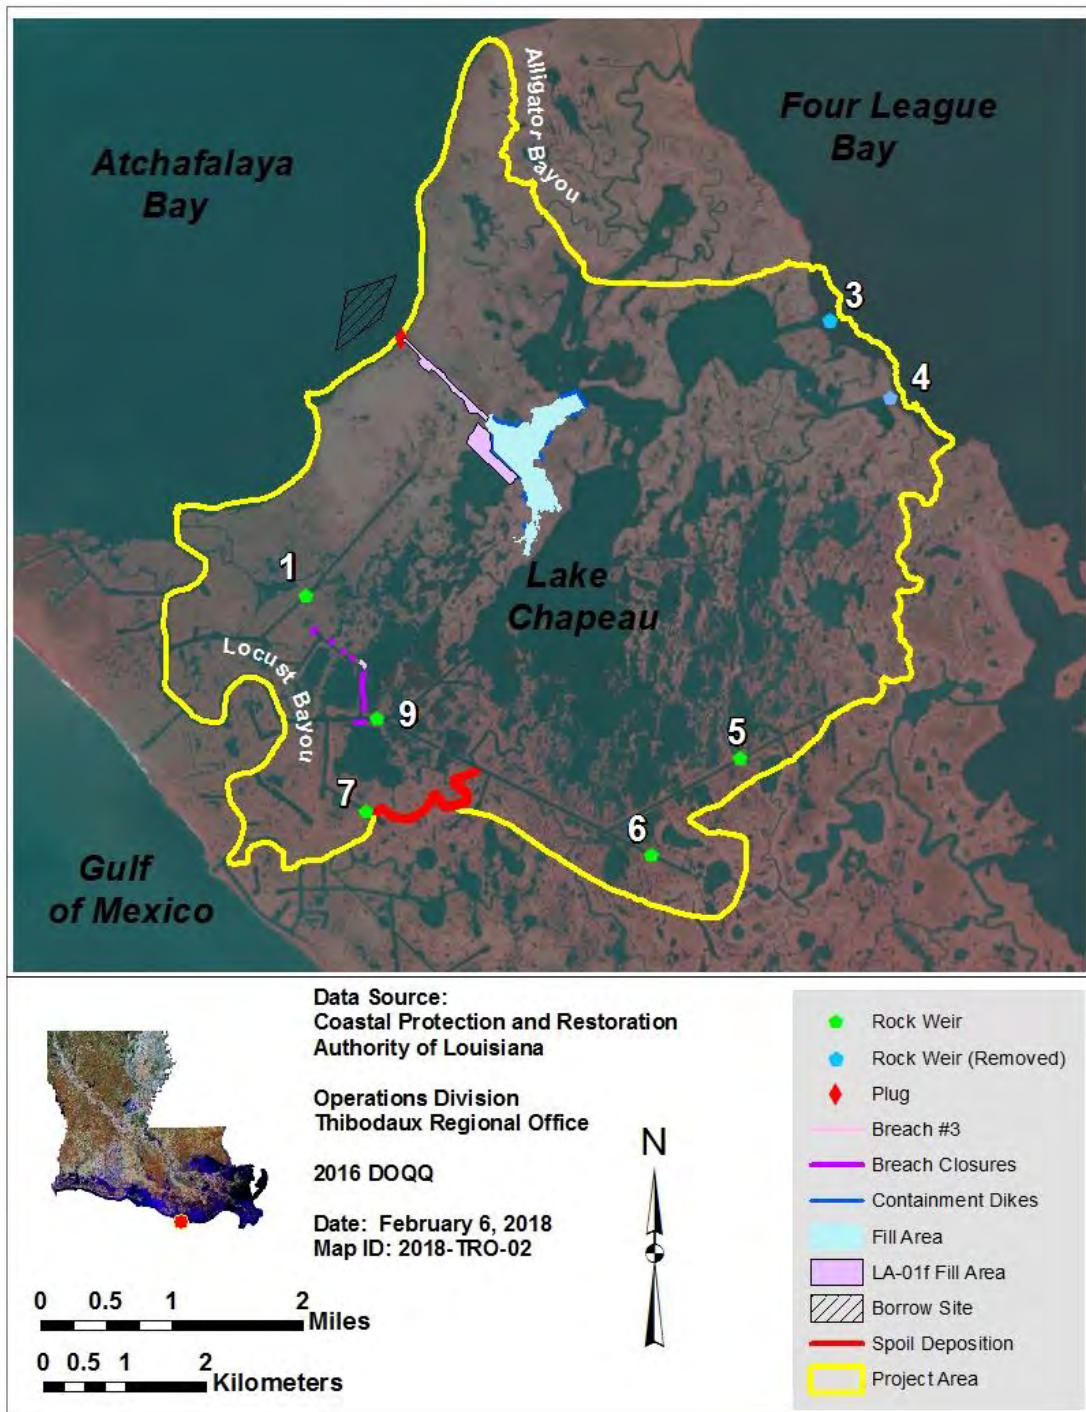 Atchafalaya
Bay
Alligator Bayou
Four League
Bay
3
4
1
Lake
Chapeau
Locust Bayou
9
5
7
6
Gulf
of Mexico
Data Source:
Coastal Protection and Restoration
Authority of Louisiana
Operations Division
Thibodaux Regional Office
2016 DOQQ
Date: February 6, 2018
Map ID: 2018-TRO-02
N
0 0.5 1 2
Miles
0 0.5 1 2
Kilometers
Rock Weir
Rock Weir (Removed)
Plug
Breach #3
Breach Closures
Containment Dikes
Fill Area
LA-01f Fill Area
Borrow Site
Spoil Deposition
Project Area